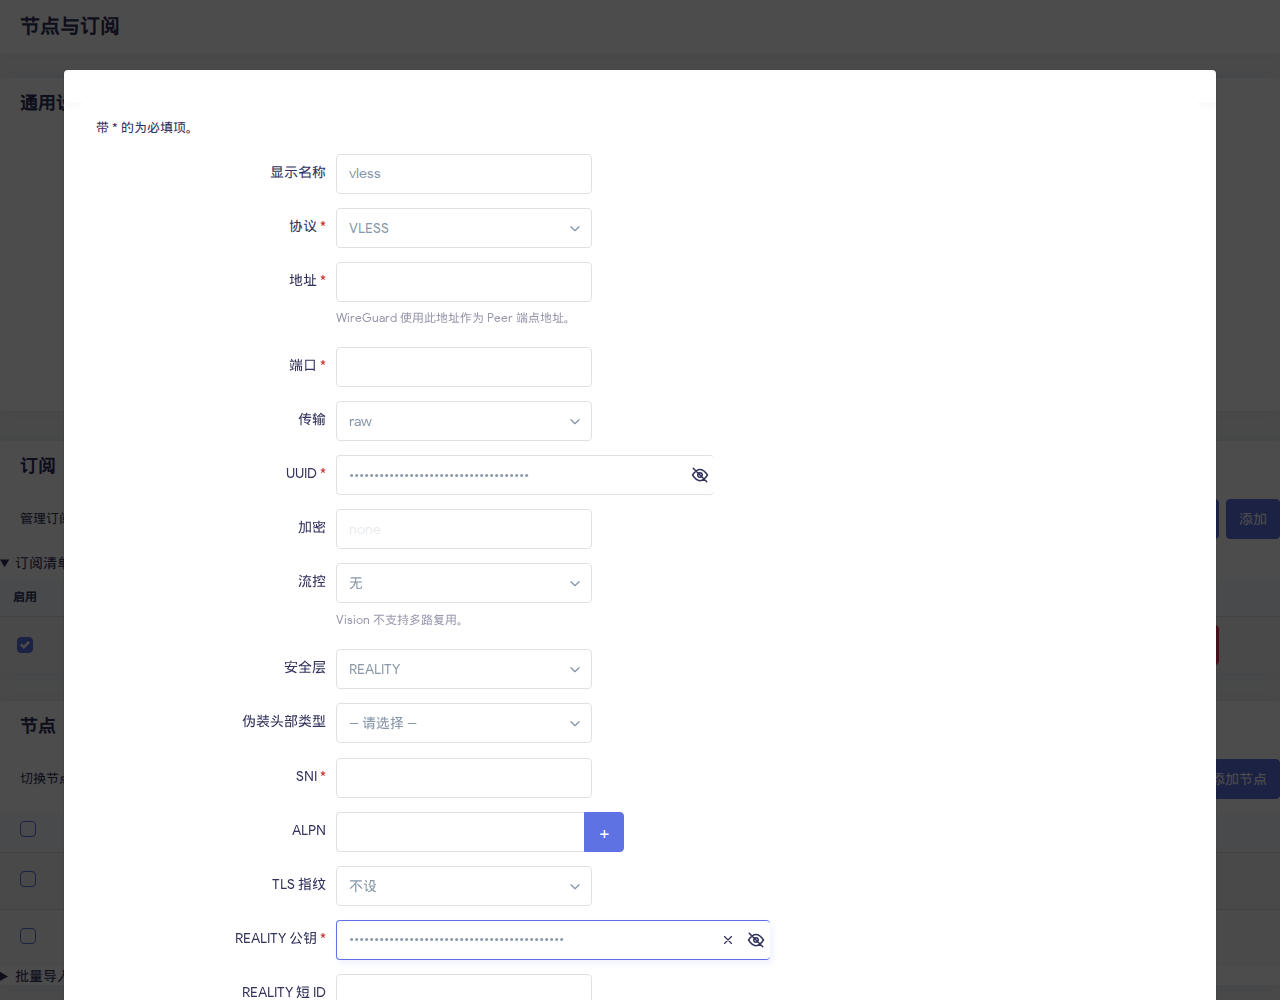 节点与订阅
通用
带 * 的为必填项。
显示名称 vless
协议 * VLESS
地址 *
WireGuard 使用此地址作为 Peer 端点地址。
端口 *
传输 raw
订阅
UUID * ••••••••••••••••••••••••••••••••••••
管理订阅
添加
加密 none
订阅清单
流控 无
启用
Vision 不支持多路复用。
安全层 REALITY
节点
伪装头部类型 — 请选择 —
SNI *
切换节点
添加节点
ALPN +
TLS 指纹 不设
REALITY 公钥 * •••••••••••••••••••••••••••••••••••••••••••
批量导入
REALITY 短 ID